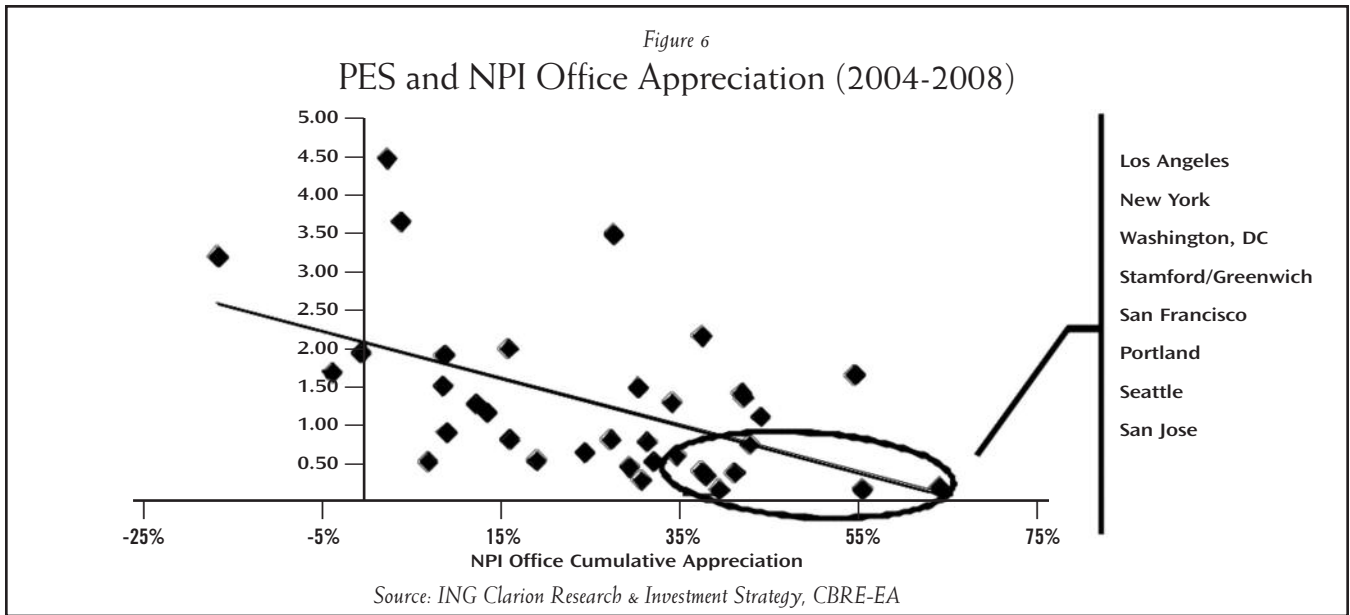 Figure 6
PES and NPI Office Appreciation (2004-2008)
5.00
4.50
4.00
3.50
3.00
2.50
2.00
1.50
1.00
0.50
-25%
-5%
15%
35%
55%
75%
NPI Office Cumulative Appreciation
Los Angeles
New York
Washington, DC
Stamford/Greenwich
San Francisco
Portland
Seattle
San Jose
Source: ING Clarion Research & Investment Strategy, CBRE-EA